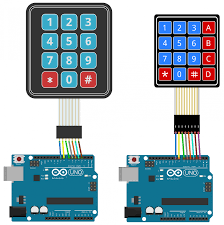 1 2 3
4 5 6
7 8 9
* 0 #
UNO
1 2 3 A
4 5 6 B
7 8 9 C
* 0 # D
UNO